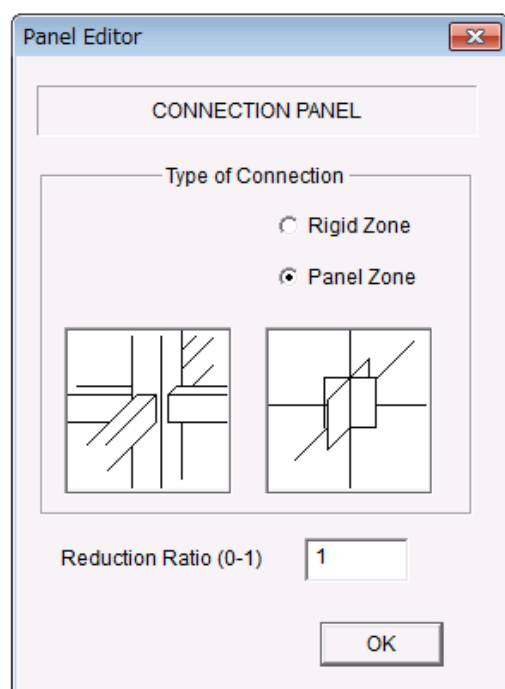 Panel Editor
CONNECTION PANEL
Type of Connection
Rigid Zone
Panel Zone
Reduction Ratio (0-1)
1
OK